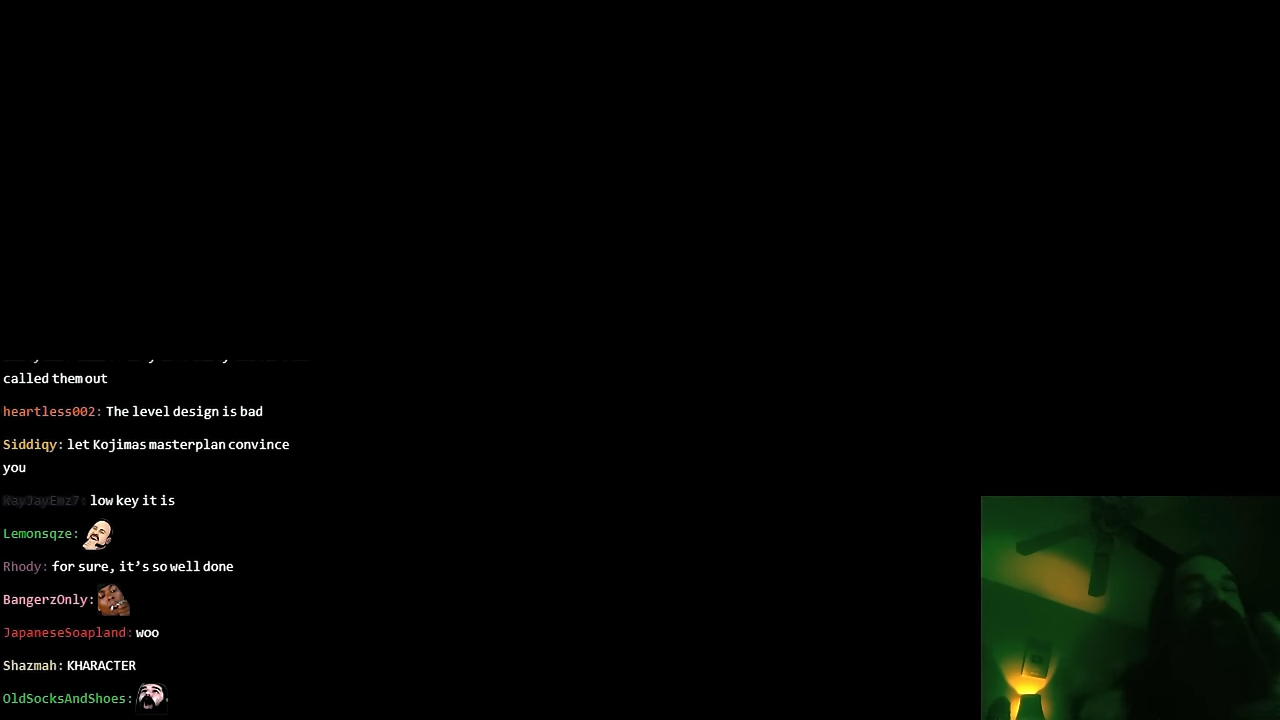 called them out
heartless002: The level design is bad
Siddiqy: let Kojimas masterplan convince
you
RayJayEmz7: low key it is
Lemonsqze:
Rhody: for sure, it's so well done
BangerzOnly:
JapaneseSoapland: woo
Shazmah: KHARACTER
OldSocksAndShoes: